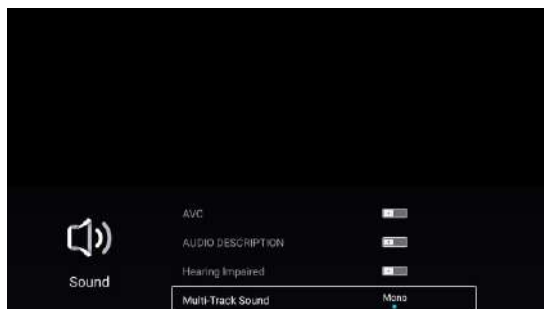 AVC
AUDIO DESCRIPTION
Hearing Impaired
Sound
Multi-Track Sound Mono